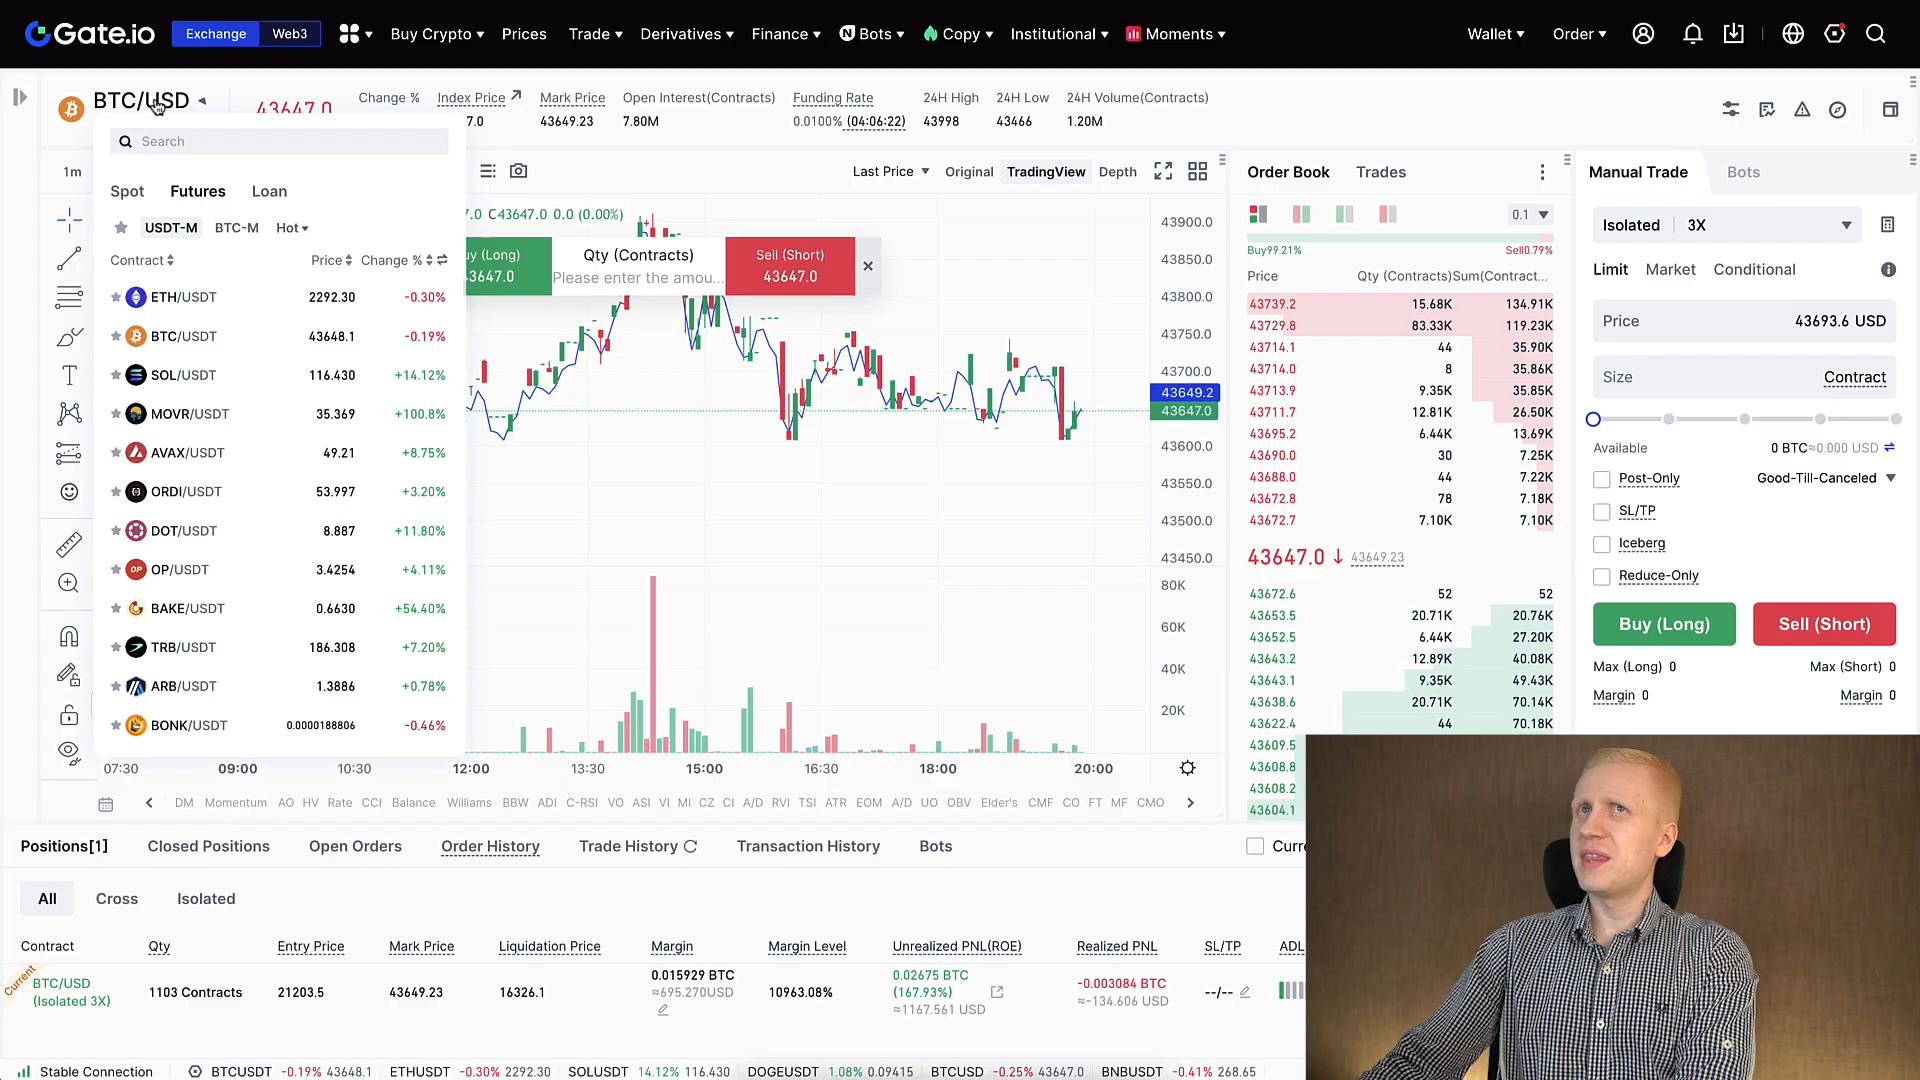 Gate.io Exchange Web3 Buy Crypto Prices Trade Derivatives Finance Bots Copy Institutional Moments Wallet Order
BTC/USD 43647.0 Change % Index Price Mark Price Open Interest(Contracts) Funding Rate 24H High 24H Low 24H Volume(Contracts)
7.0 43649.23 7.80M 0.0100% (04:06:22) 43998 43466 1.20M
Search
1m Last Price Original TradingView Depth
Spot Futures Loan
USDT-M BTC-M Hot
Contract Price Change %
ETH/USDT 2292.30 -0.30%
BTC/USDT 43648.1 -0.19%
SOL/USDT 116.430 +14.12%
MOVR/USDT 35.369 +100.8%
AVAX/USDT 49.21 +8.75%
ORDI/USDT 53.997 +3.20%
DOT/USDT 8.887 +11.80%
OP/USDT 3.4254 +4.11%
BAKE/USDT 0.6630 +54.40%
TRB/USDT 186.308 +7.20%
ARB/USDT 1.3886 +0.78%
BONK/USDT 0.0000188806 -0.46%
7.0 C43647.0 0.0 (0.00%)
uy (Long) Qty (Contracts) Sell (Short)
3647.0 Please enter the amou... 43647.0
43900.0
43850.0
43800.0
43750.0
43700.0
43649.2
43647.0
43600.0
43550.0
43500.0
43450.0
80K
60K
40K
20K
07:30 09:00 10:30 12:00 13:30 15:00 16:30 18:00 20:00
DM Momentum AO HV Rate CCI Balance Williams BBW ADI C-RSI VO ASI VI MI CZ CI A/D RVI TSI ATR EOM A/D UO OBV Elder's CMF CO FT MF CMO
Order Book Trades
0.1
Buy99.21% Sell0.79%
Price Qty (Contracts) Sum(Contract...
43739.2 15.68K 134.91K
43729.8 83.33K 119.23K
43714.1 44 35.90K
43714.0 8 35.86K
43713.9 9.35K 35.85K
43711.7 12.81K 26.50K
43695.2 6.44K 13.69K
43690.0 30 7.25K
43688.0 44 7.22K
43672.8 78 7.18K
43672.7 7.10K 7.10K
43647.0 43649.23
43672.6 52 52
43653.5 20.71K 20.76K
43652.5 6.44K 27.20K
43643.2 12.89K 40.08K
43643.1 9.35K 49.43K
43638.6 20.71K 70.14K
43622.4 44 70.18K
43609.5
43608.8
43608.2
43604.1
Manual Trade Bots
Isolated 3X
Limit Market Conditional
Price 43693.6 USD
Size Contract
Available 0 BTC≈0.000 USD
Post-Only Good-Till-Canceled
SL/TP
Iceberg
Reduce-Only
Buy (Long) Sell (Short)
Max (Long) 0 Max (Short) 0
Margin 0 Margin 0
Positions[1] Closed Positions Open Orders Order History Trade History Transaction History Bots Curre
All Cross Isolated
Contract Qty Entry Price Mark Price Liquidation Price Margin Margin Level Unrealized PNL(ROE) Realized PNL SL/TP ADL
Current
BTC/USD
(Isolated 3X)
1103 Contracts 21203.5 43649.23 16326.1
0.015929 BTC
≈695.270USD
10963.08%
0.02675 BTC
(167.93%)
≈1167.561 USD
-0.003084 BTC
≈-134.606 USD
--/--
Stable Connection BTCUSDT -0.19% 43648.1 ETHUSDT -0.30% 2292.30 SOLUSDT 14.12% 116.430 DOGEUSDT 1.08% 0.09415 BTCUSD -0.25% 43647.0 BNBUSDT -0.41% 268.65